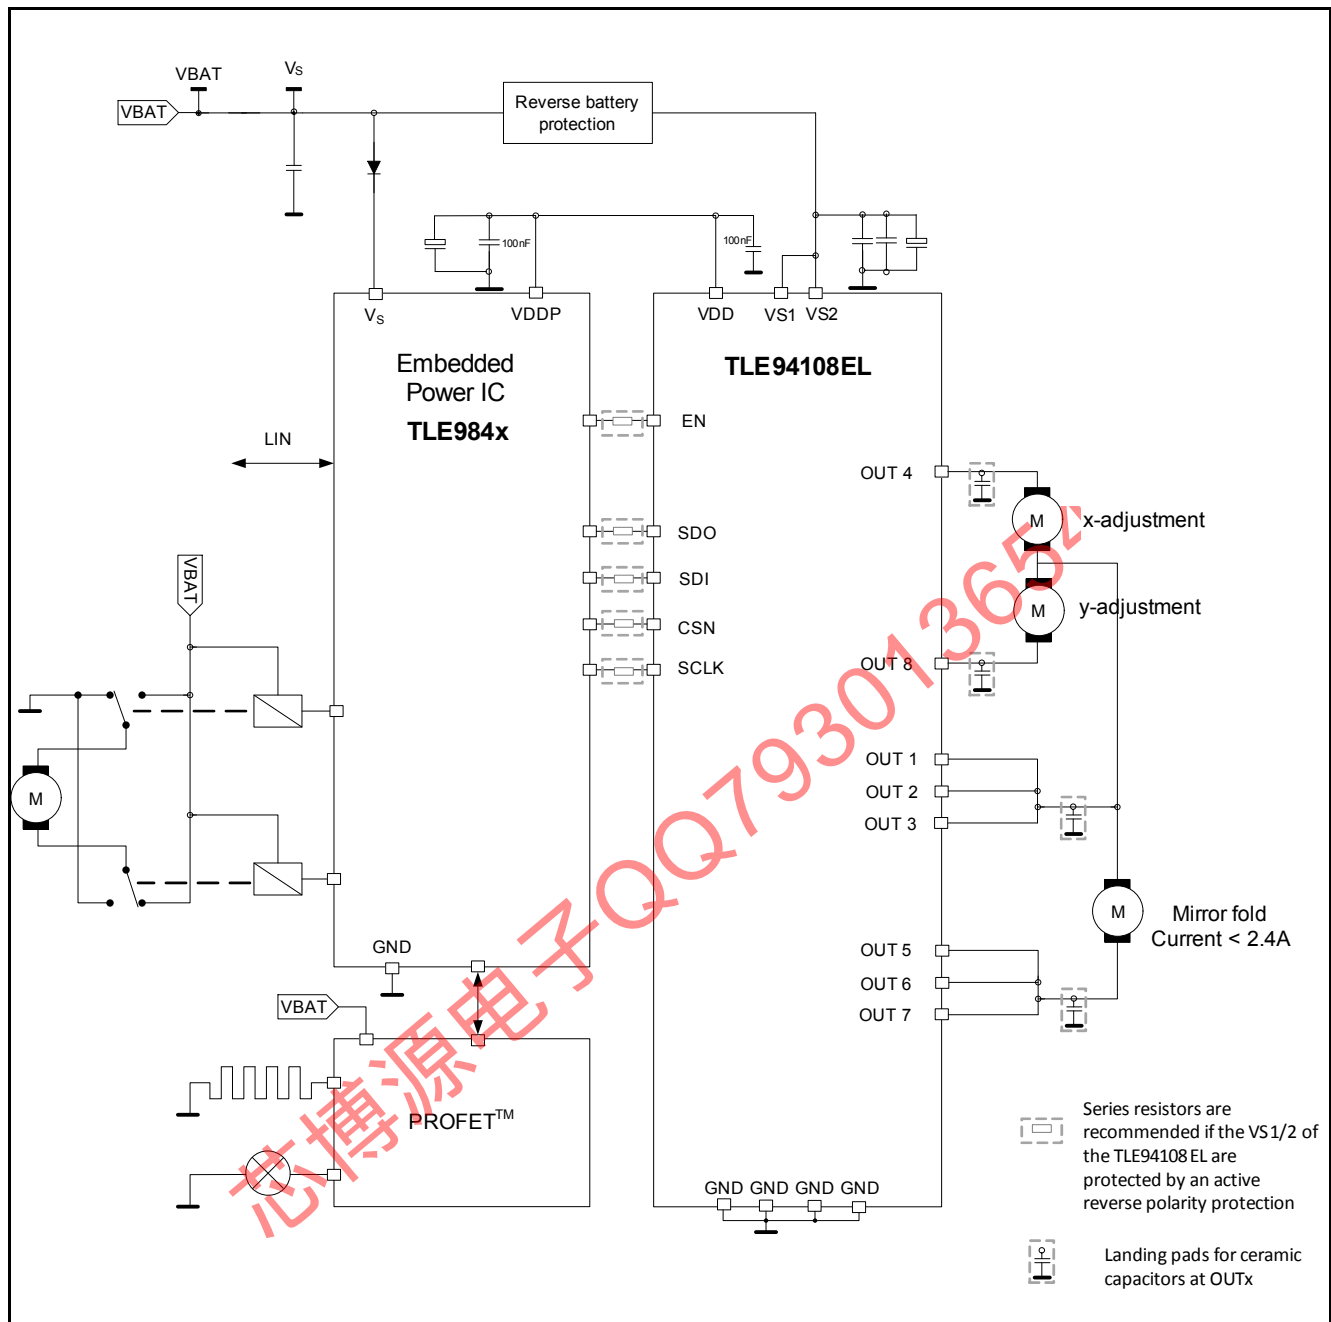 VBAT
VS
VBAT
Reverse battery
protection
100nF
100nF
VS
VDDP
VDD
VS1
VS2
Embedded
Power IC
TLE984x
TLE94108EL
LIN
EN
SDO
SDI
CSN
SCLK
OUT 4
M
x-adjustment
M
y-adjustment
OUT 8
VBAT
M
OUT 1
OUT 2
OUT 3
M
Mirror fold
Current < 2.4A
OUT 5
OUT 6
OUT 7
GND
VBAT
PROFET™
GND
GND
GND
GND
Series resistors are
recommended if the VS1/2 of
the TLE94108EL are
protected by an active
reverse polarity protection
Landing pads for ceramic
capacitors at OUTx
芯博源电子QQ793013654